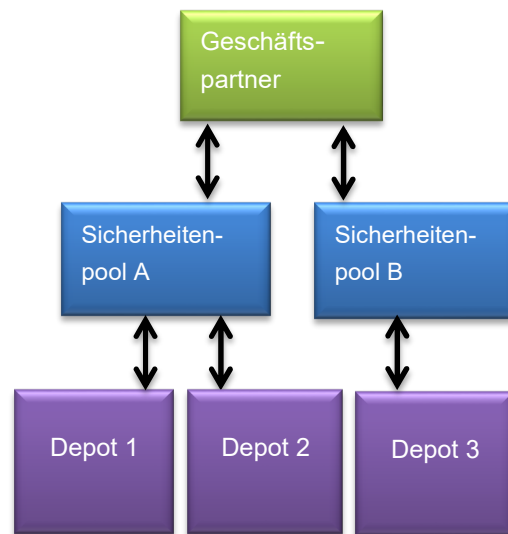 Geschäfts-
partner
Sicherheiten-
pool A
Sicherheiten-
pool B
Depot 1
Depot 2
Depot 3